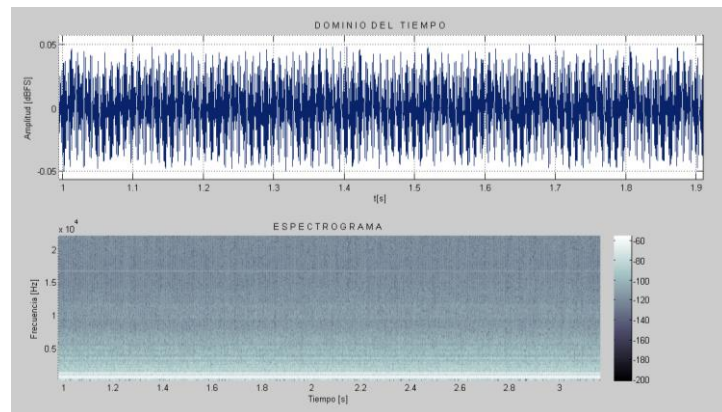 DOMINIO DEL TIEMPO
Amplitud [dBFS]
0.05
0
-0.05
1 1.1 1.2 1.3 1.4 1.5 1.6 1.7 1.8 1.9
t[s]
ESPECTROGRAMA
x 10^4
Frecuencia [Hz]
2
1.5
1
0.5
1 1.2 1.4 1.6 1.8 2 2.2 2.4 2.6 2.8 3
Tiempo [s]
-60
-80
-100
-120
-140
-160
-180
-200